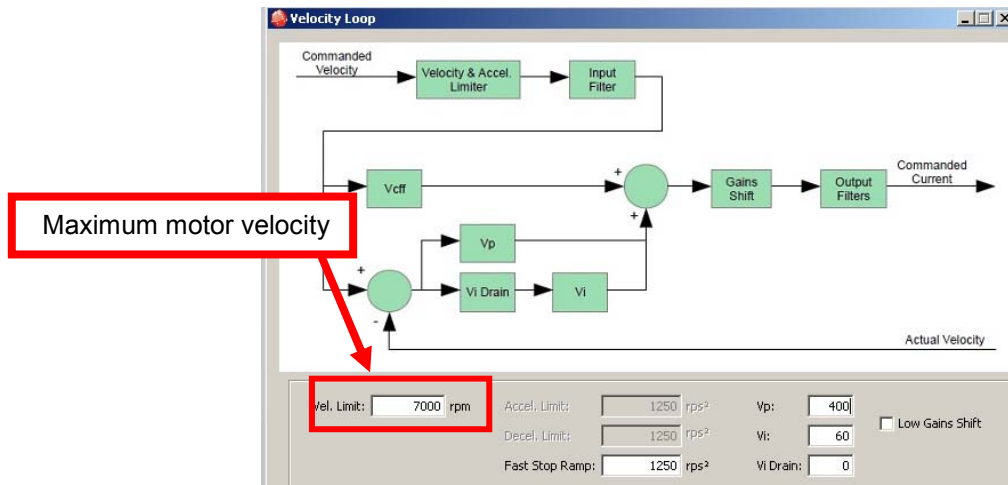 Velocity Loop
Commanded
Velocity
Velocity & Accel.
Limiter
Input
Filter
Vcff
+
+
Gains
Shift
Output
Filters
Commanded
Current
Maximum motor velocity
Vp
+
-
Vi Drain
Vi
Actual Velocity
Vel. Limit: 7000 rpm
Accel. Limit: 1250 rps²
Vp: 400
Low Gains Shift
Decel. Limit: 1250 rps²
Vi: 60
Fast Stop Ramp: 1250 rps²
Vi Drain: 0